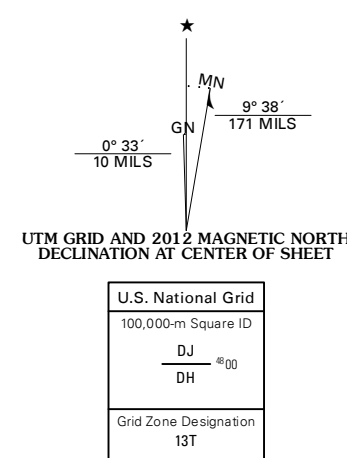 ★
MN
GN
9° 38´
171 MILS
0° 33´
10 MILS
UTM GRID AND 2012 MAGNETIC NORTH
DECLINATION AT CENTER OF SHEET
U.S. National Grid
100,000-m Square ID
DJ
4800
DH
Grid Zone Designation
13T